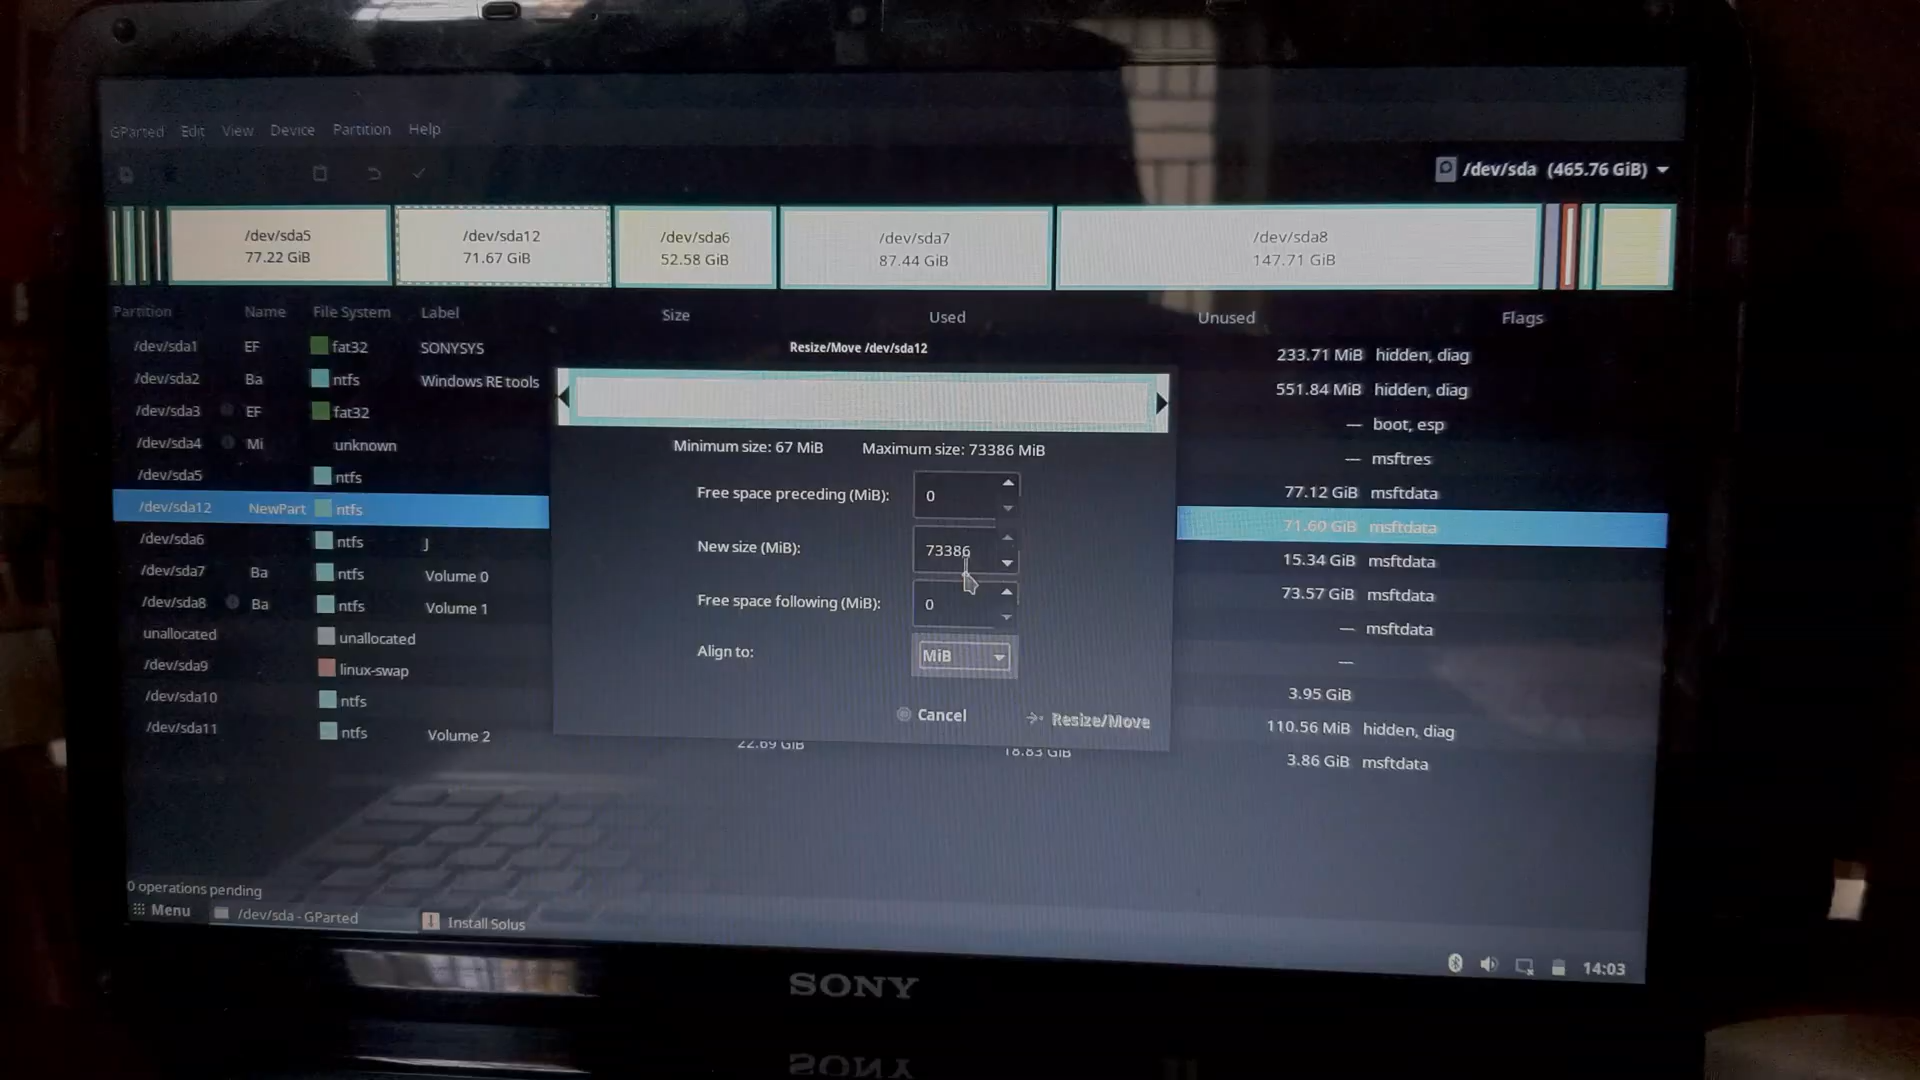 GParted Edit View Device Partition Help
/dev/sda (465.76 GiB)
/dev/sda5 /dev/sda12 /dev/sda6 /dev/sda7 /dev/sda8
77.22 GiB 71.67 GiB 52.58 GiB 87.44 GiB 147.71 GiB
Partition Name File System Label Size Used Unused Flags
/dev/sda1 EF fat32 SONYSYS 233.71 MiB hidden, diag
/dev/sda2 Ba ntfs Windows RE tools 551.84 MiB hidden, diag
/dev/sda3 EF fat32 — boot, esp
/dev/sda4 Mi unknown — msftres
/dev/sda5 ntfs 77.12 GiB msftdata
/dev/sda12 NewPart ntfs 71.60 GiB msftdata
/dev/sda6 ntfs J 15.34 GiB msftdata
/dev/sda7 Ba ntfs Volume 0 73.57 GiB msftdata
/dev/sda8 Ba ntfs Volume 1 — msftdata
unallocated unallocated —
/dev/sda9 linux-swap 3.95 GiB
/dev/sda10 ntfs 110.56 MiB hidden, diag
/dev/sda11 ntfs Volume 2 22.69 GiB 18.83 GiB 3.86 GiB msftdata
Resize/Move /dev/sda12
Minimum size: 67 MiB Maximum size: 73386 MiB
Free space preceding (MiB): 0
New size (MiB): 73386
Free space following (MiB): 0
Align to: MiB
Cancel Resize/Move
0 operations pending
Menu /dev/sda - GParted Install Solus
14:03
SONY